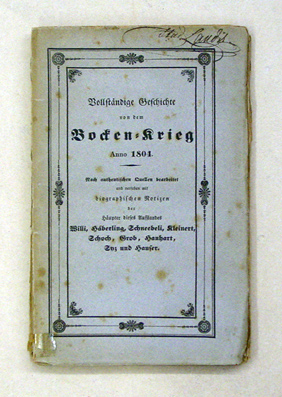 Vollständige Geschichte
von dem
Bocken-Krieg
Anno 1804.
Nach authentischen Quellen bearbeitet
und versehen mit
biographischen Notizen
der
Häupter dieses Aufstandes
Willi, Häberling, Schneebeli, Kleinert,
Schoch, Grob, Hanhart,
Syz und Hauser.